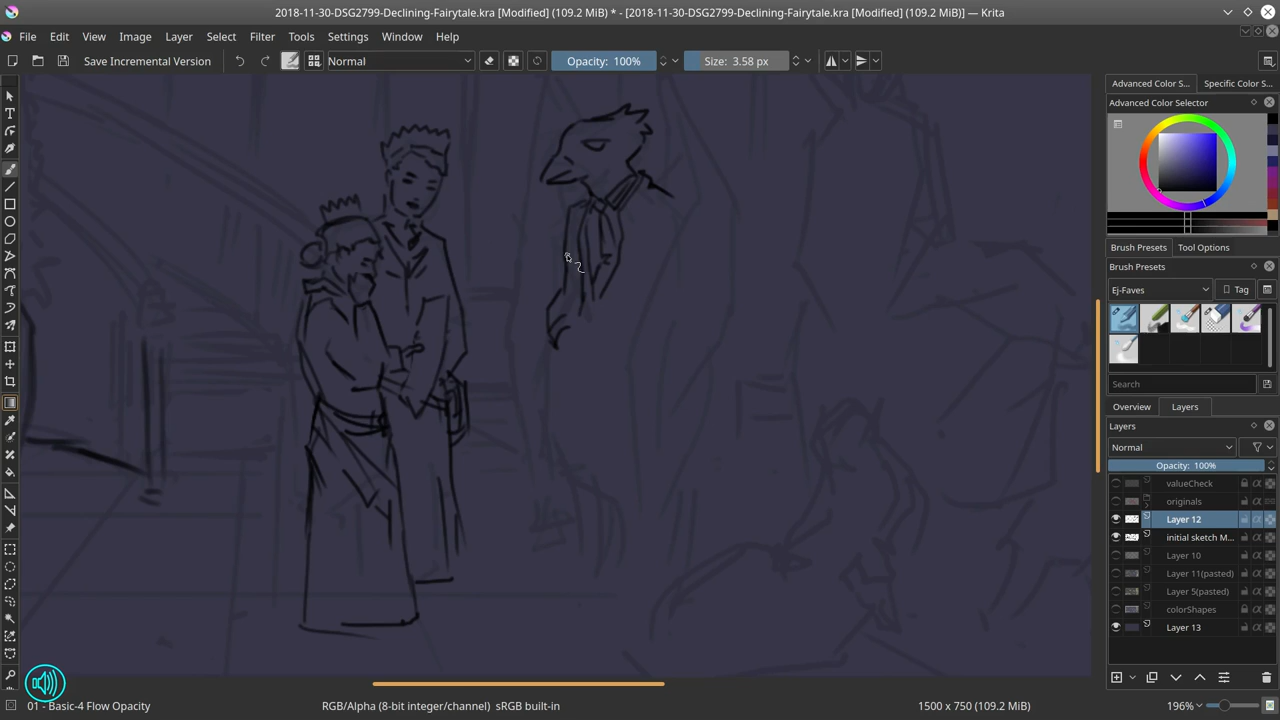 2018-11-30-DSG2799-Declining-Fairytale.kra [Modified] (109.2 MiB) * - [2018-11-30-DSG2799-Declining-Fairytale.kra [Modified] (109.2 MiB)] — Krita
File Edit View Image Layer Select Filter Tools Settings Window Help
Save Incremental Version Normal Opacity: 100% Size: 3.58 px
Advanced Color S... Specific Color S...
Advanced Color Selector
Brush Presets Tool Options
Brush Presets
Ej-Faves Tag
Search
Overview Layers
Layers
Normal
Opacity: 100%
valueCheck
originals
Layer 12
initial sketch M...
Layer 10
Layer 11(pasted)
Layer 5(pasted)
colorShapes
Layer 13
01 - Basic-4 Flow Opacity RGB/Alpha (8-bit integer/channel) sRGB built-in 1500 x 750 (109.2 MiB) 196%